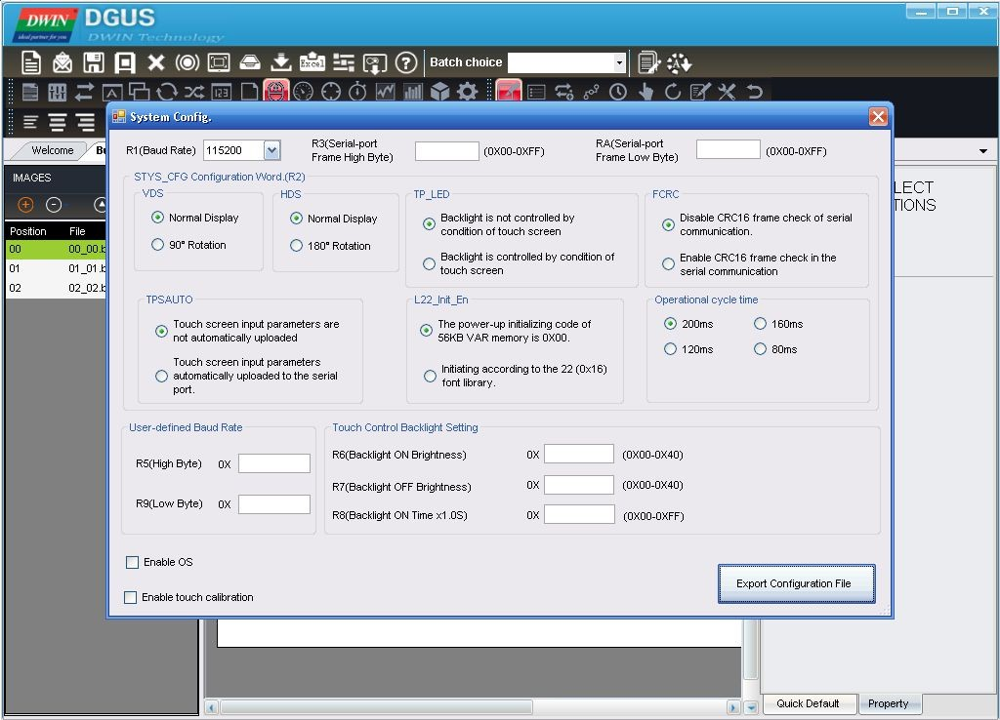 DWIN
ideal partner for you
DGUS
DWIN Technology
Excel
Batch choice
123
Welcome
Bu
IMAGES
Position File
00 00_00.b
01 01_01.b
02 02_02.b
LECT
TIONS
System Config.
R1(Baud Rate) 115200
R3(Serial-port
Frame High Byte) (0X00-0XFF)
RA(Serial-port
Frame Low Byte) (0X00-0XFF)
STYS_CFG Configuration Word.(R2)
VDS
Normal Display
90° Rotation
HDS
Normal Display
180° Rotation
TP_LED
Backlight is not controlled by
condition of touch screen
Backlight is controlled by condition of
touch screen
FCRC
Disable CRC16 frame check of serial
communication.
Enable CRC16 frame check in the
serial communication
TPSAUTO
Touch screen input parameters are
not automatically uploaded
Touch screen input parameters
automatically uploaded to the serial
port.
L22_Init_En
The power-up initializing code of
56KB VAR memory is 0X00.
Initiating according to the 22 (0x16)
font library.
Operational cycle time
200ms 160ms
120ms 80ms
User-defined Baud Rate
R5(High Byte) 0X
R9(Low Byte) 0X
Touch Control Backlight Setting
R6(Backlight ON Brightness) 0X (0X00-0X40)
R7(Backlight OFF Brightness) 0X (0X00-0X40)
R8(Backlight ON Time x1.0S) 0X (0X00-0XFF)
Enable OS
Enable touch calibration
Export Configuration File
Quick Default Property